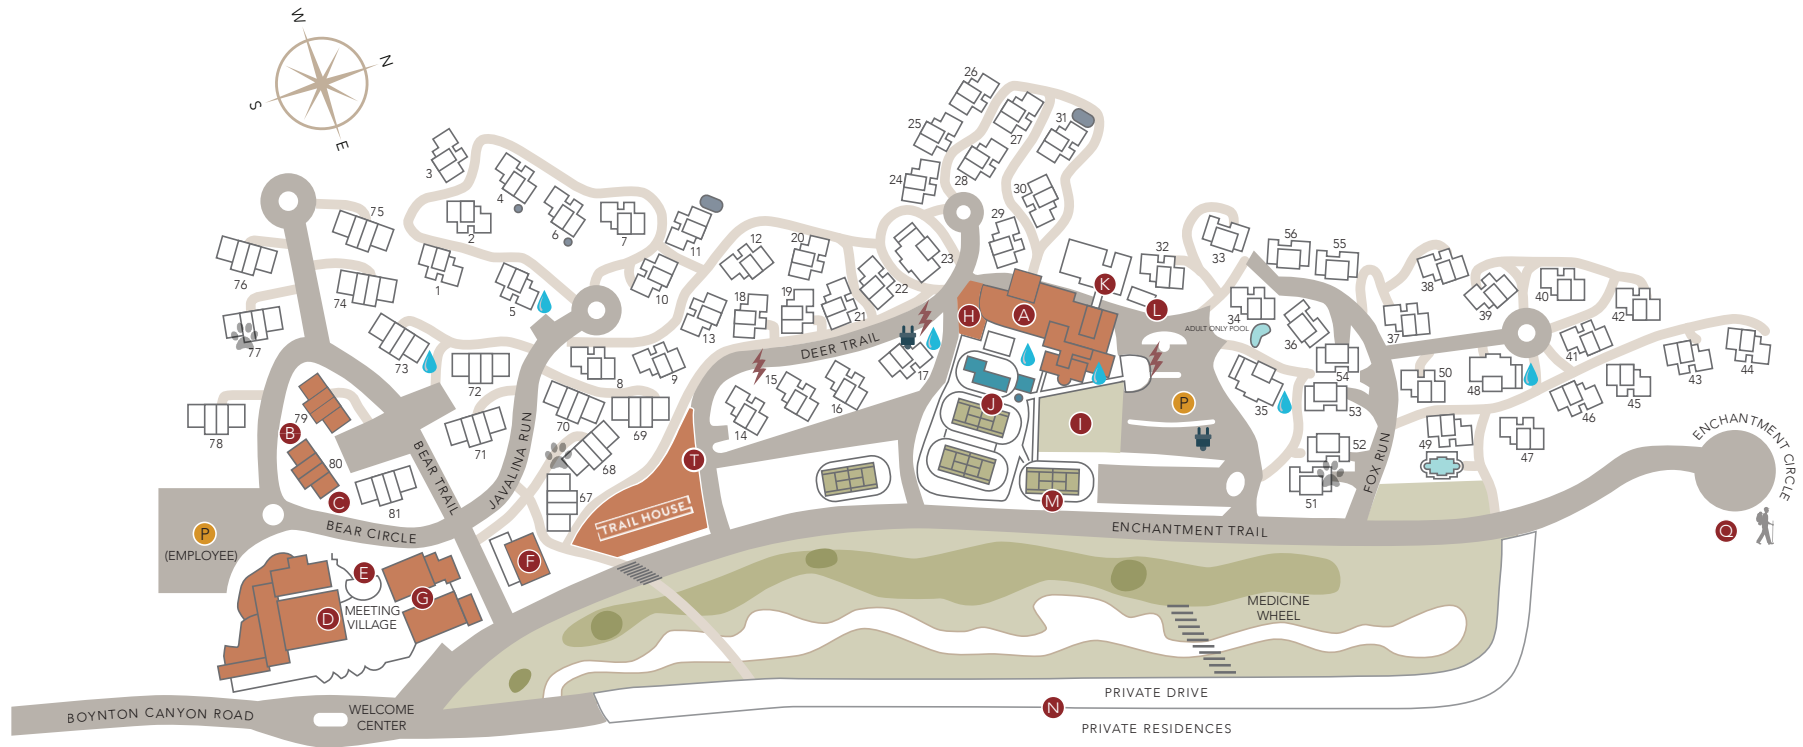 W
N
S
E
26
25
27
31
3
24
28
30
4
75
29
2
6
7
11
12
20
23
32
33
56
55
76
74
1
5
10
22
38
40
18
19
21
K
34
39
42
77
13
H
A
L
ADULT ONLY POOL
37
36
41
73
DEER TRAIL
17
72
8
9
15
16
54
50
48
43
44
79
70
69
14
J
P
35
53
45
46
78
B
71
I
52
49
47
ENCHANTMENT CIRCLE
80
BEAR TRAIL
JAVALINA RUN
68
T
FOX RUN
C
81
67
M
51
TRAIL HOUSE
P
(EMPLOYEE)
BEAR CIRCLE
ENCHANTMENT TRAIL
Q
E
F
G
D
MEETING
VILLAGE
MEDICINE
WHEEL
PRIVATE DRIVE
BOYNTON CANYON ROAD
WELCOME
CENTER
N
PRIVATE RESIDENCES